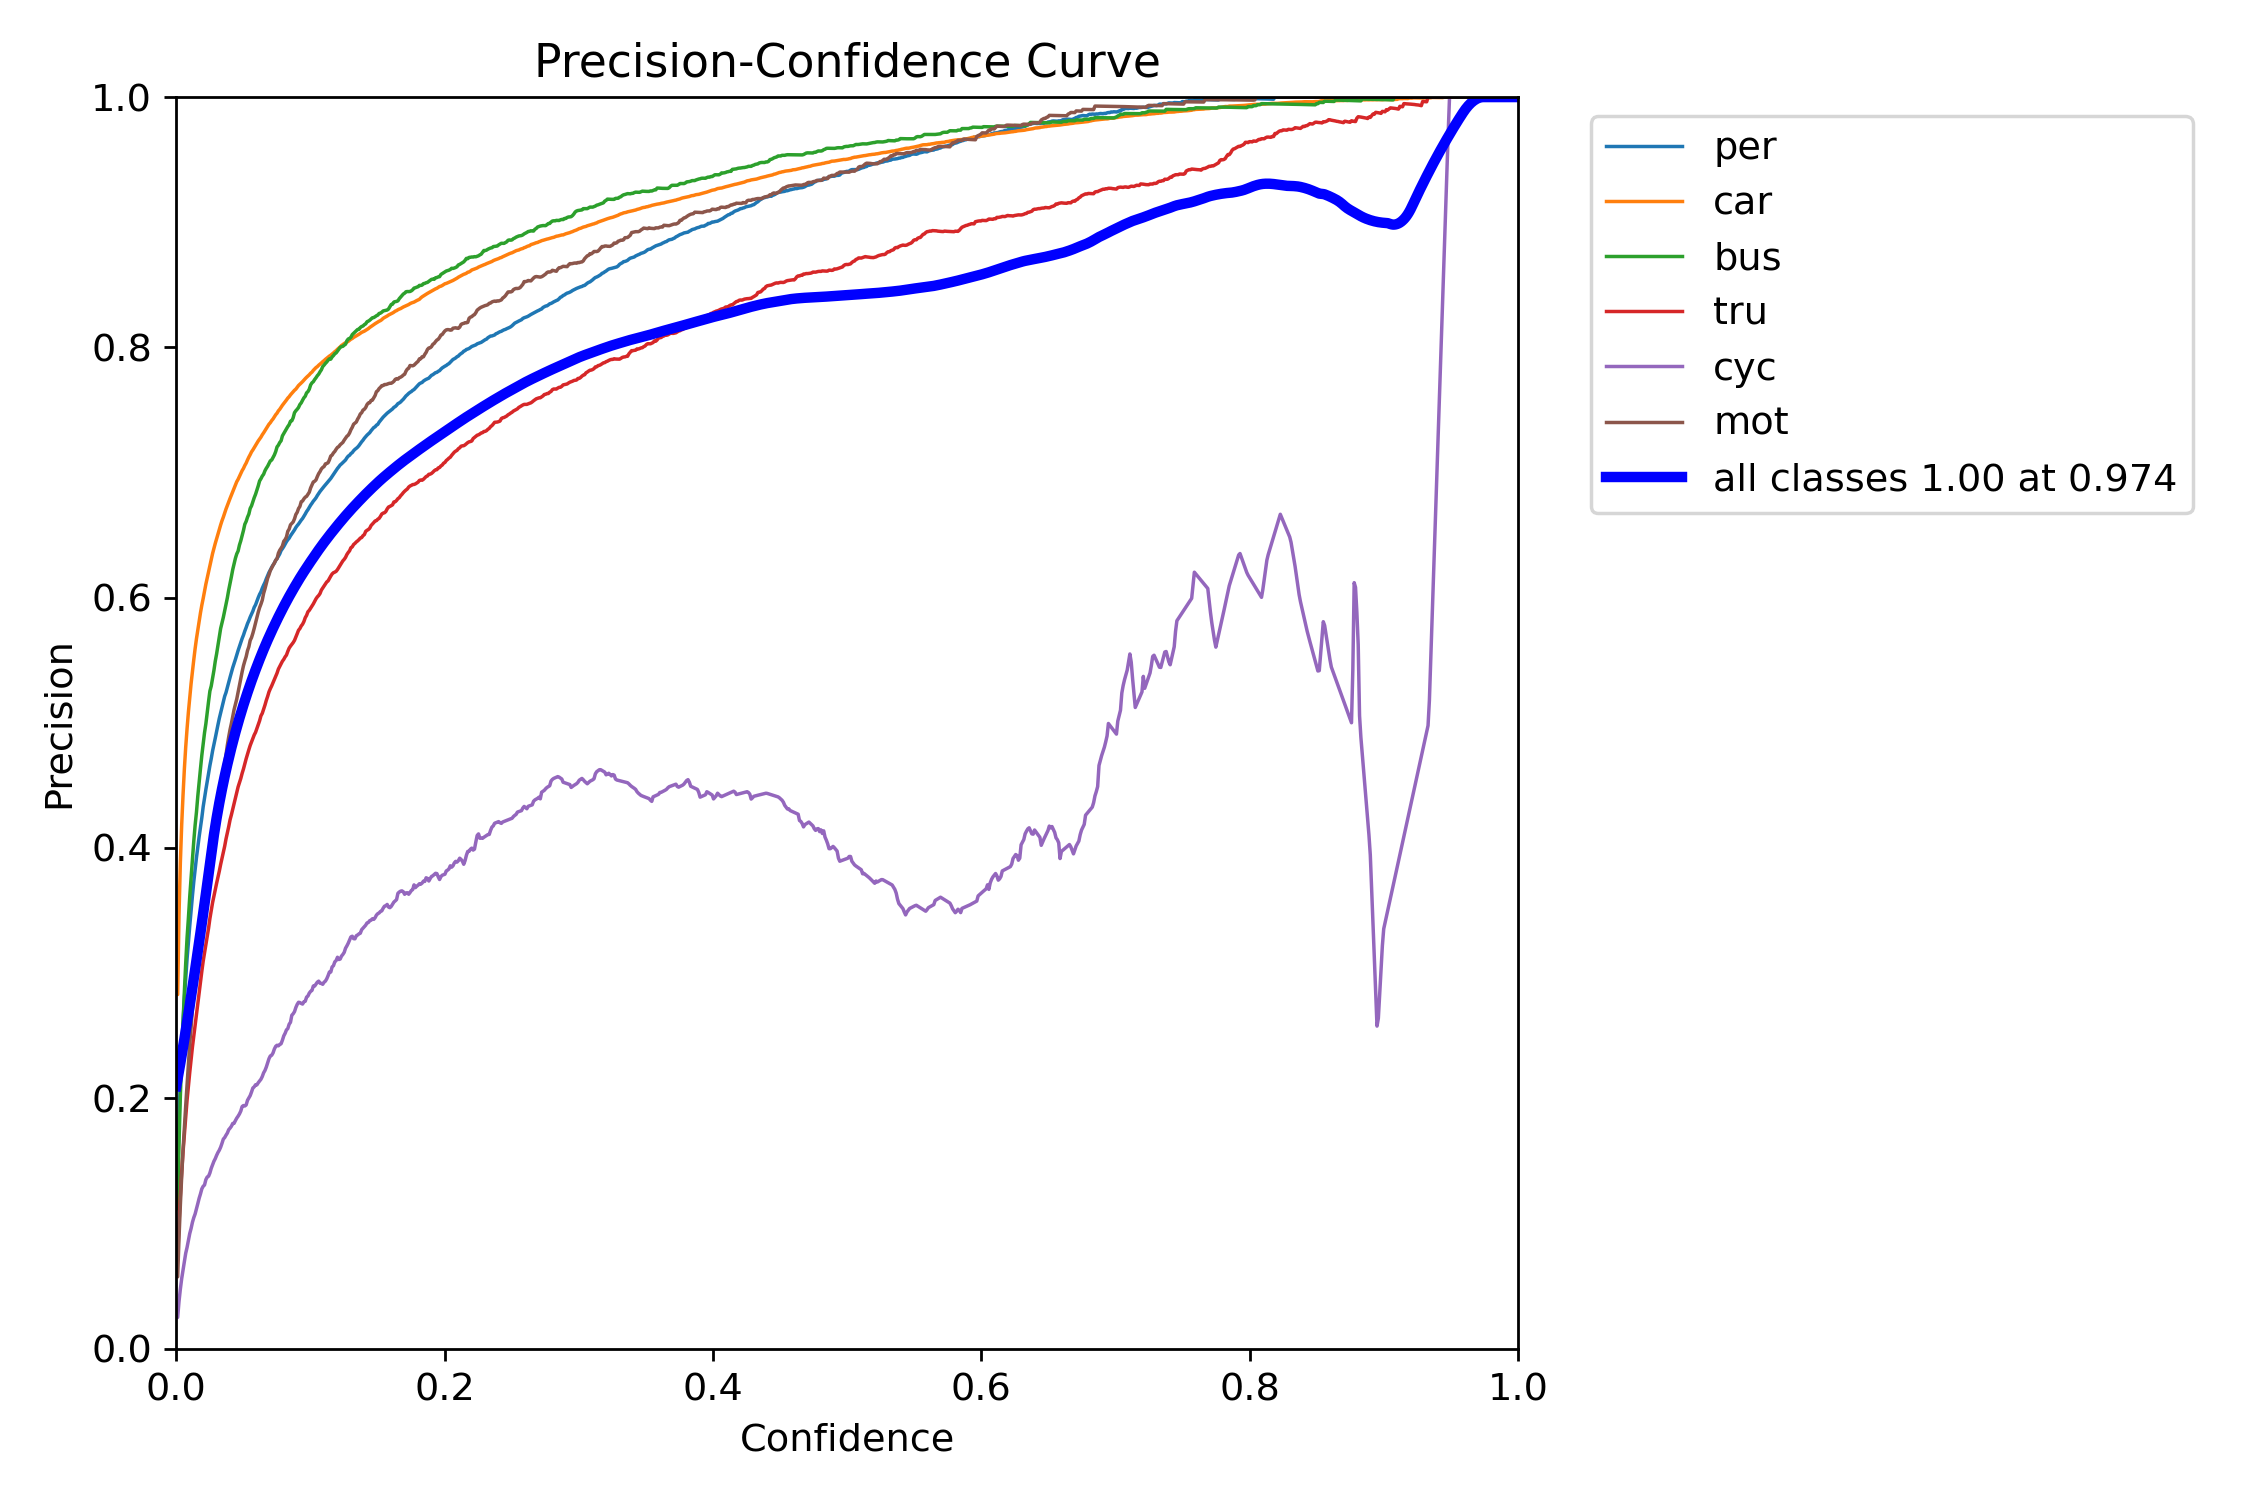 Precision-Confidence Curve
1.0
0.8
0.6
0.4
0.2
0.0
Precision
0.0 0.2 0.4 0.6 0.8 1.0
Confidence
per
car
bus
tru
cyc
mot
all classes 1.00 at 0.974